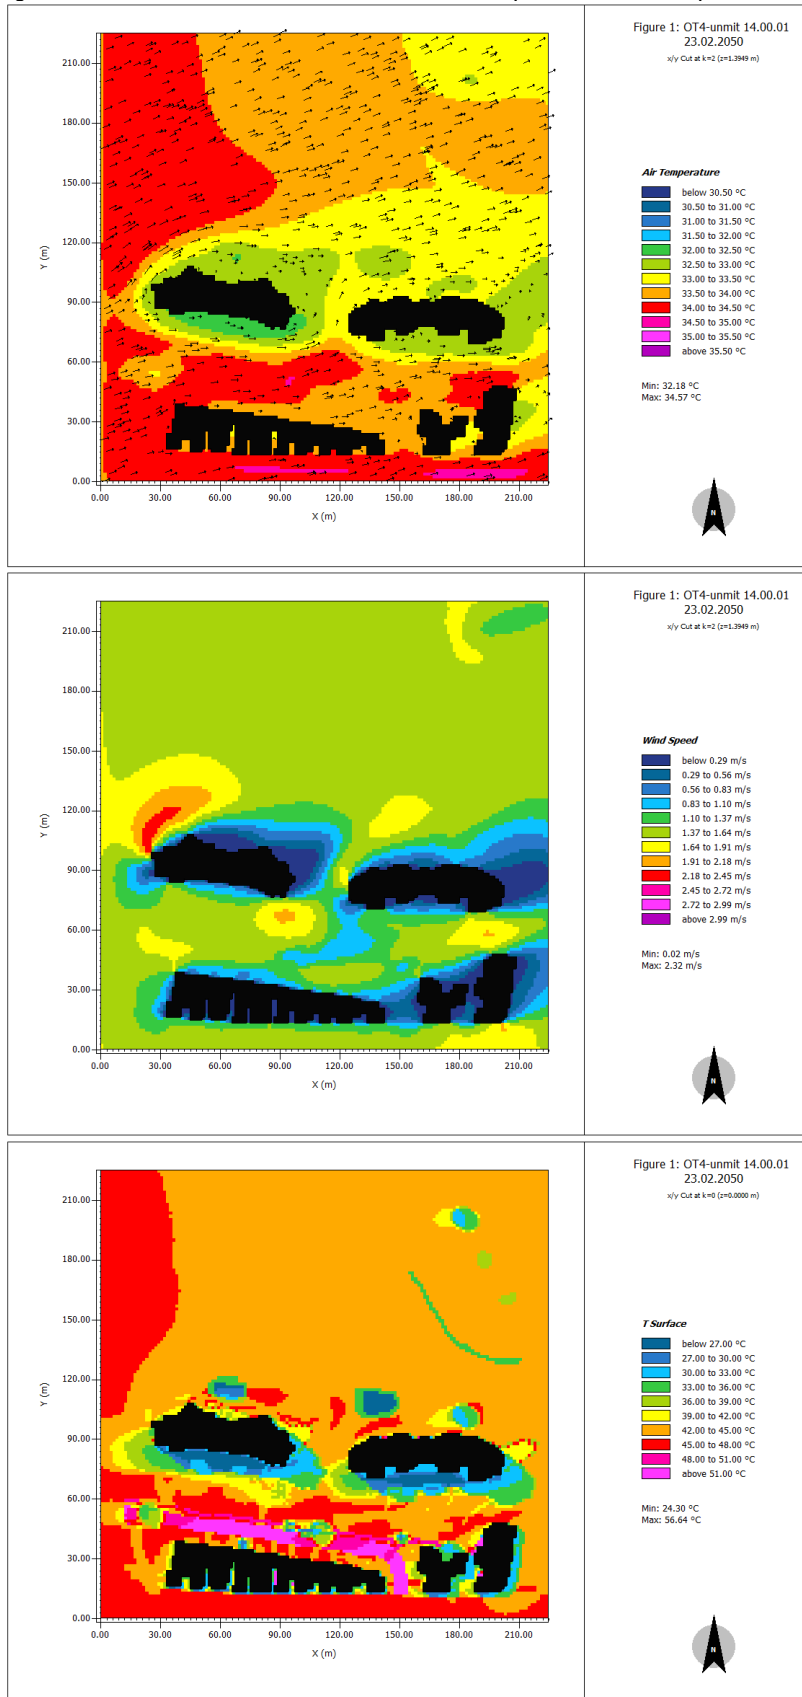 Figure 1: OT4-unmit 14.00.01
23.02.2050
x/y Cut at k=2 (z=1.3949 m)
Air Temperature
below 30.50 °C
30.50 to 31.00 °C
31.00 to 31.50 °C
31.50 to 32.00 °C
32.00 to 32.50 °C
32.50 to 33.00 °C
33.00 to 33.50 °C
33.50 to 34.00 °C
34.00 to 34.50 °C
34.50 to 35.00 °C
35.00 to 35.50 °C
above 35.50 °C
Min: 32.18 °C
Max: 34.57 °C
N
Y (m)
210.00
180.00
150.00
120.00
90.00
60.00
30.00
0.00
0.00 30.00 60.00 90.00 120.00 150.00 180.00 210.00
X (m)
Figure 1: OT4-unmit 14.00.01
23.02.2050
x/y Cut at k=2 (z=1.3949 m)
Wind Speed
below 0.29 m/s
0.29 to 0.56 m/s
0.56 to 0.83 m/s
0.83 to 1.10 m/s
1.10 to 1.37 m/s
1.37 to 1.64 m/s
1.64 to 1.91 m/s
1.91 to 2.18 m/s
2.18 to 2.45 m/s
2.45 to 2.72 m/s
2.72 to 2.99 m/s
above 2.99 m/s
Min: 0.02 m/s
Max: 2.32 m/s
N
Y (m)
210.00
180.00
150.00
120.00
90.00
60.00
30.00
0.00
0.00 30.00 60.00 90.00 120.00 150.00 180.00 210.00
X (m)
Figure 1: OT4-unmit 14.00.01
23.02.2050
x/y Cut at k=0 (z=0.0000 m)
T Surface
below 27.00 °C
27.00 to 30.00 °C
30.00 to 33.00 °C
33.00 to 36.00 °C
36.00 to 39.00 °C
39.00 to 42.00 °C
42.00 to 45.00 °C
45.00 to 48.00 °C
48.00 to 51.00 °C
above 51.00 °C
Min: 24.30 °C
Max: 56.64 °C
N
Y (m)
210.00
180.00
150.00
120.00
90.00
60.00
30.00
0.00
0.00 30.00 60.00 90.00 120.00 150.00 180.00 210.00
X (m)